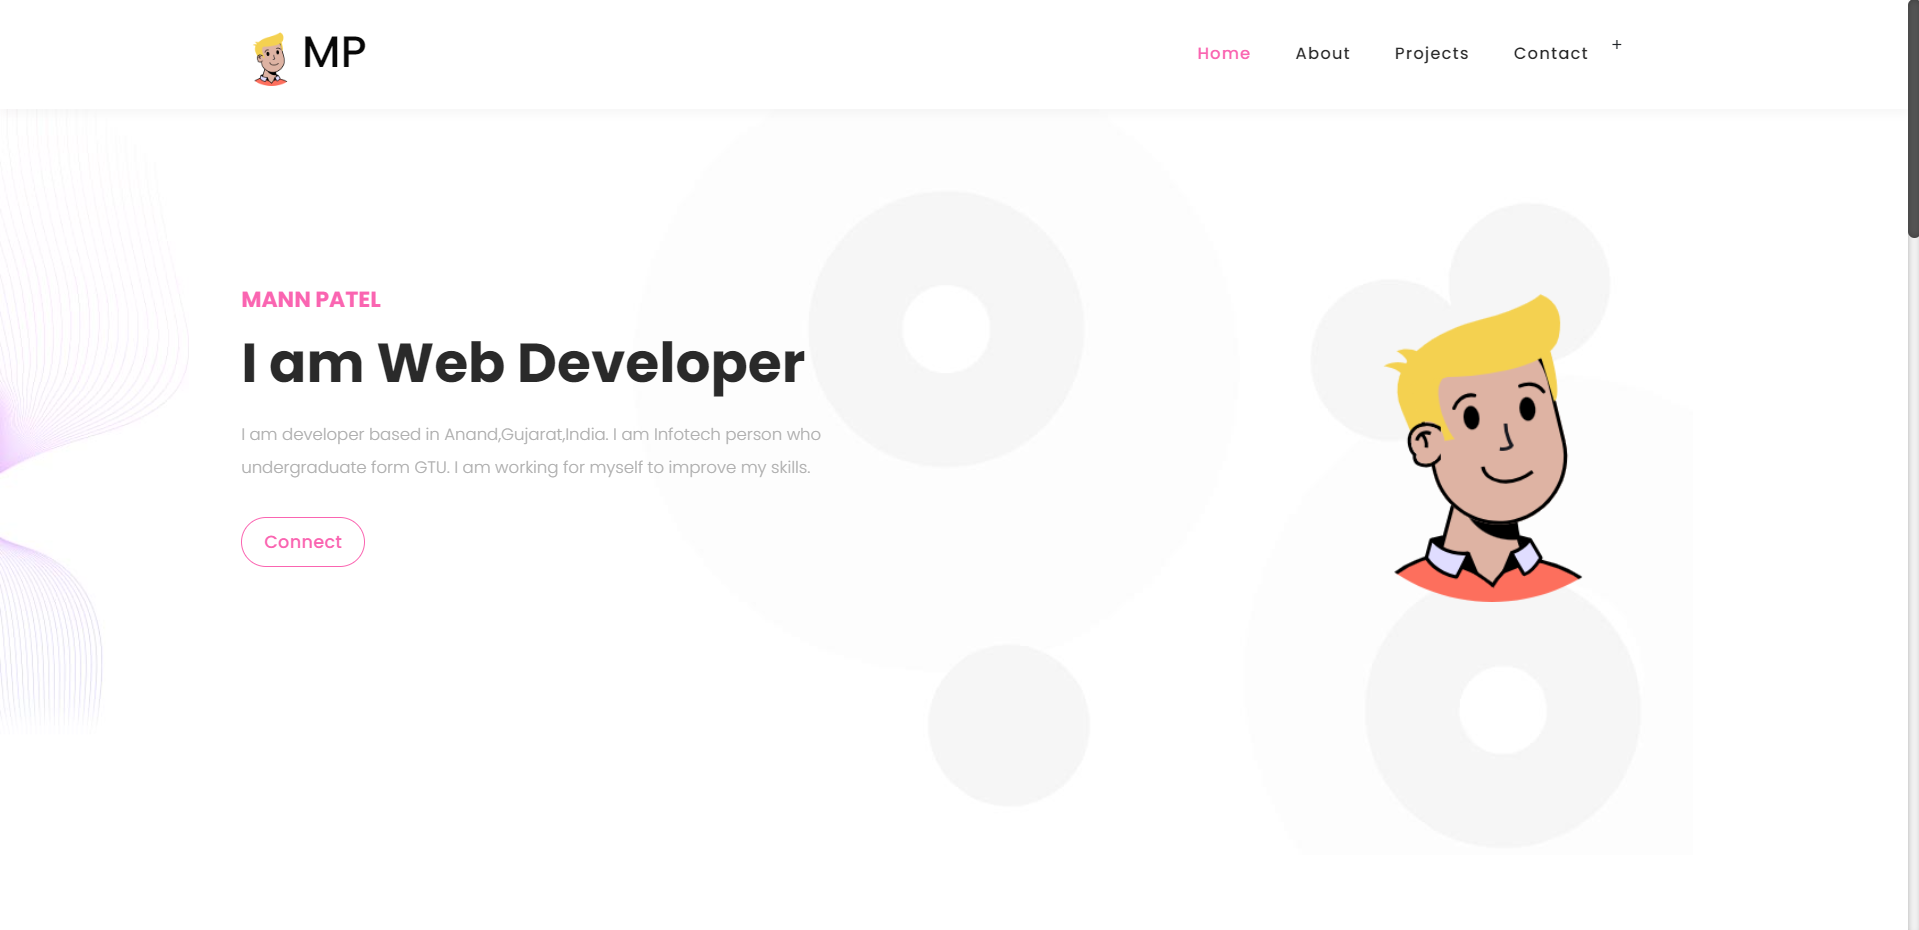 MP
Home About Projects Contact +
MANN PATEL
I am Web Developer
I am developer based in Anand,Gujarat,India. I am Infotech person who
undergraduate form GTU. I am working for myself to improve my skills.
Connect